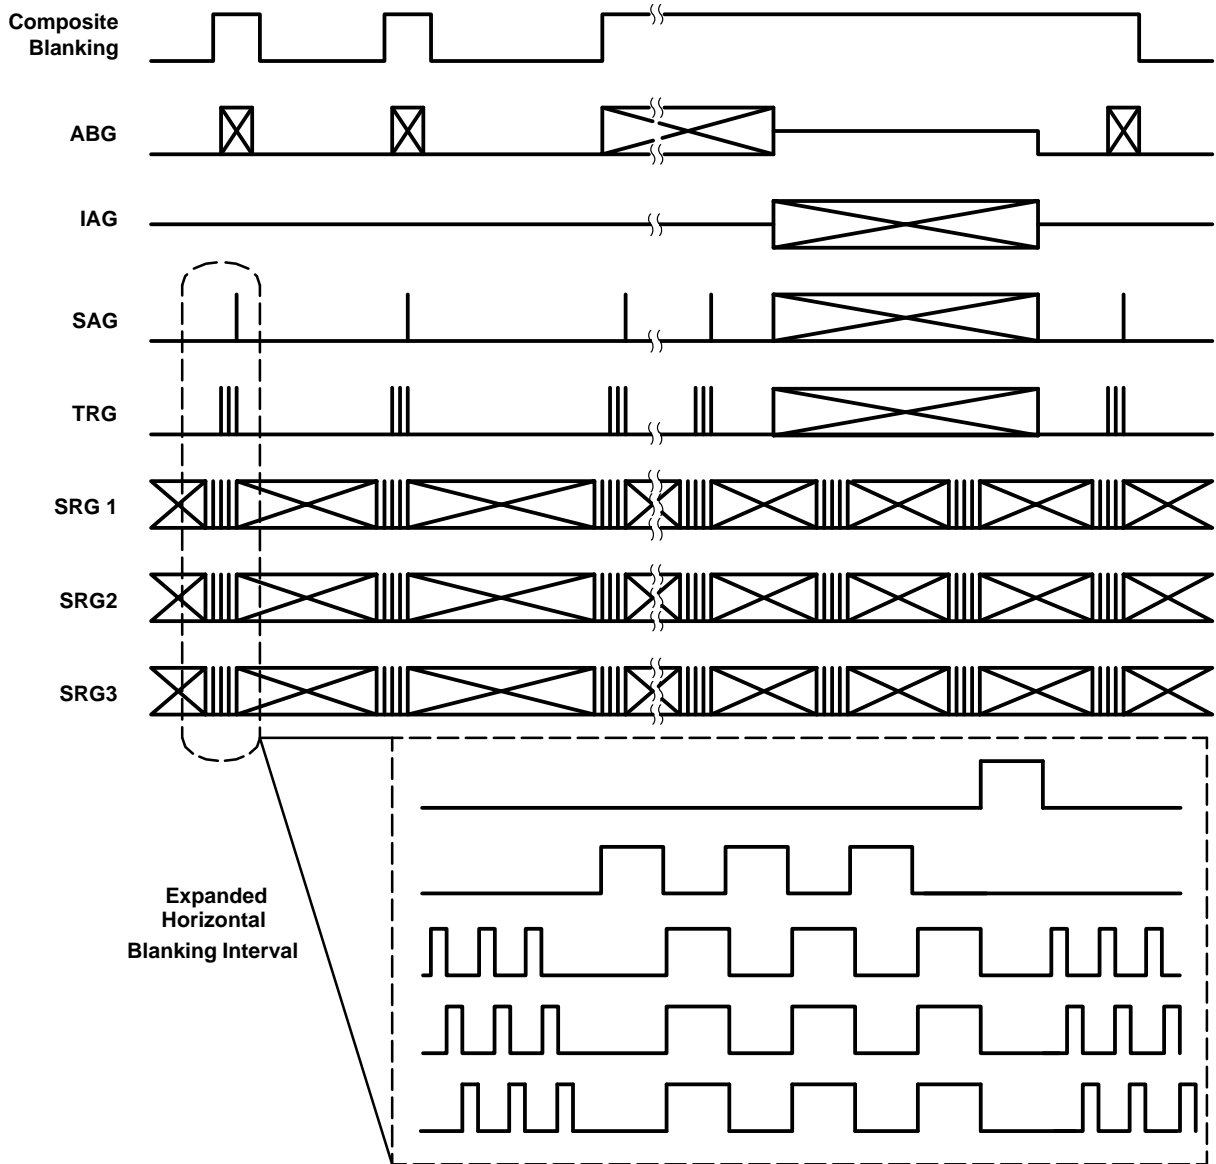 Composite
Blanking
ABG
IAG
SAG
TRG
SRG 1
SRG2
SRG3
Expanded
Horizontal
Blanking Interval